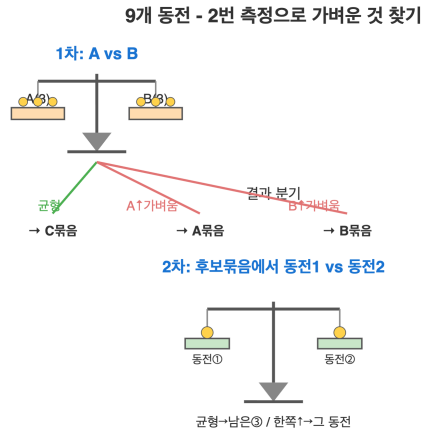 9개 동전 - 2번 측정으로 가벼운 것 찾기
1차: A vs B
A(3) B(3)
결과 분기
균형 A↑가벼움 B↑가벼움
→ C묶음 → A묶음 → B묶음
2차: 후보묶음에서 동전1 vs 동전2
동전① 동전②
균형→남은③ / 한쪽↑→그 동전